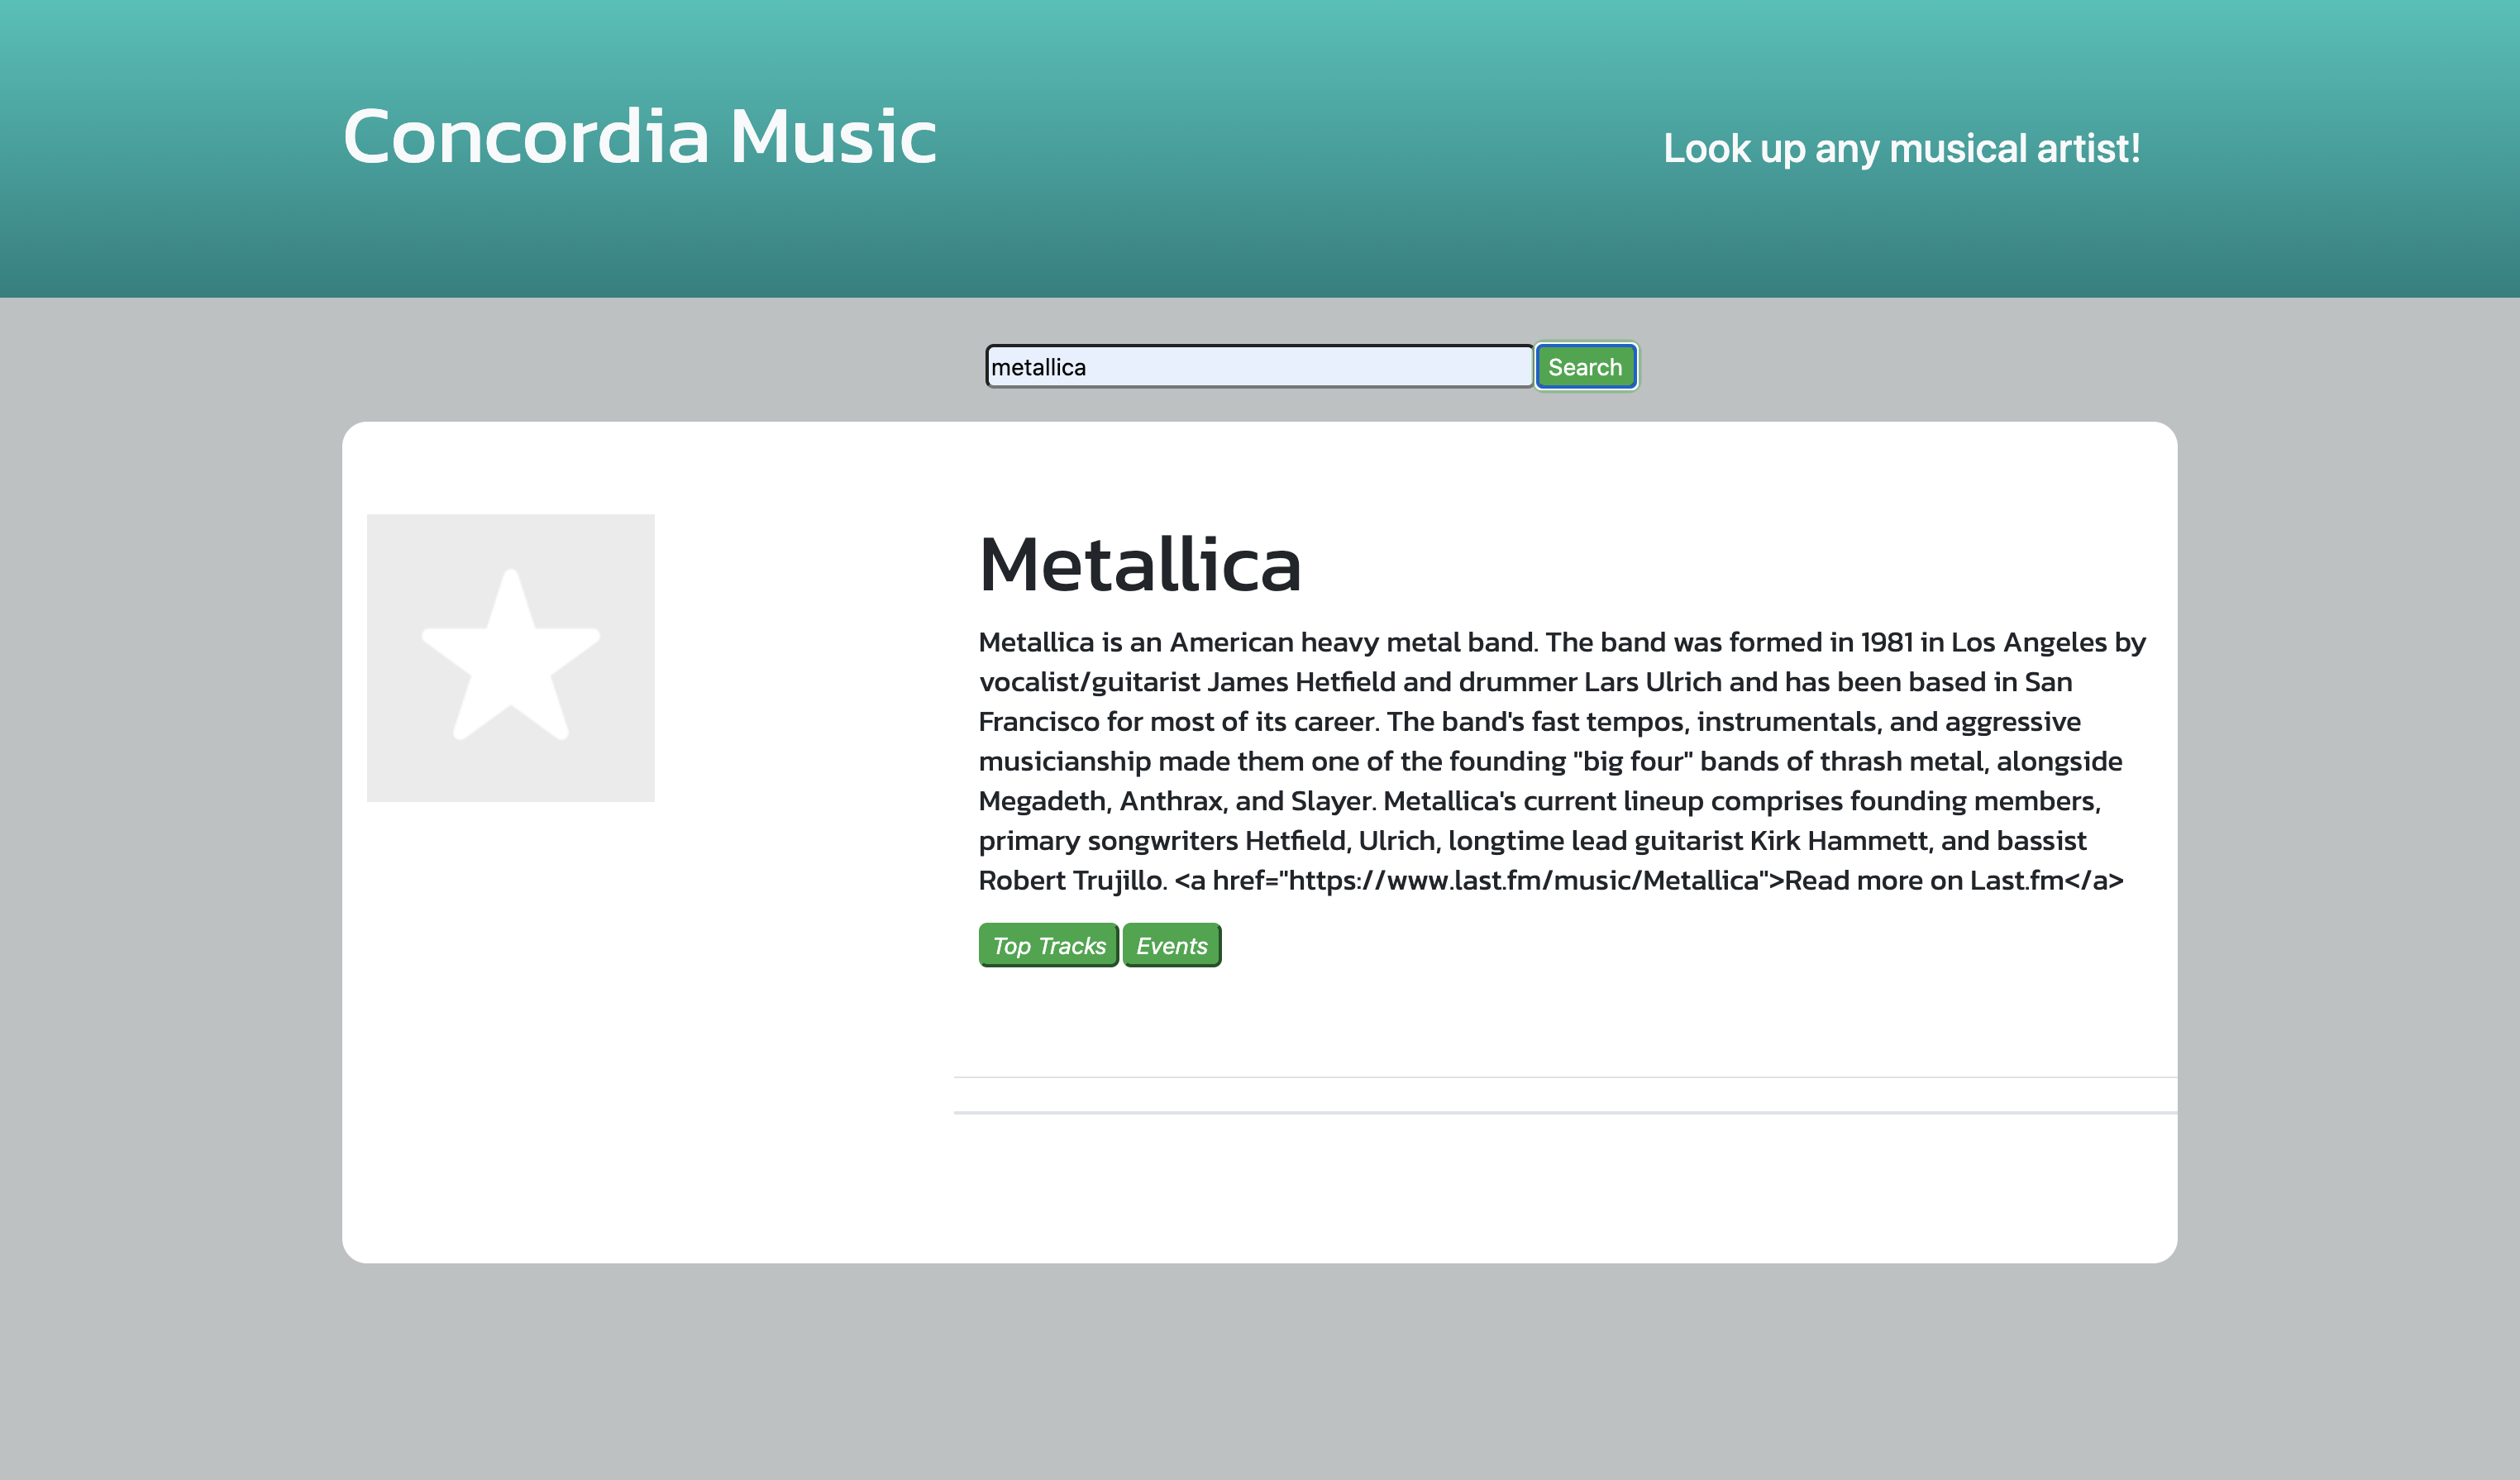 Concordia Music
Look up any musical artist!
metallica
Search
Metallica
Metallica is an American heavy metal band. The band was formed in 1981 in Los Angeles by
vocalist/guitarist James Hetfield and drummer Lars Ulrich and has been based in San
Francisco for most of its career. The band's fast tempos, instrumentals, and aggressive
musicianship made them one of the founding "big four" bands of thrash metal, alongside
Megadeth, Anthrax, and Slayer. Metallica's current lineup comprises founding members,
primary songwriters Hetfield, Ulrich, longtime lead guitarist Kirk Hammett, and bassist
Robert Trujillo. <a href="https://www.last.fm/music/Metallica">Read more on Last.fm</a>
Top Tracks
Events